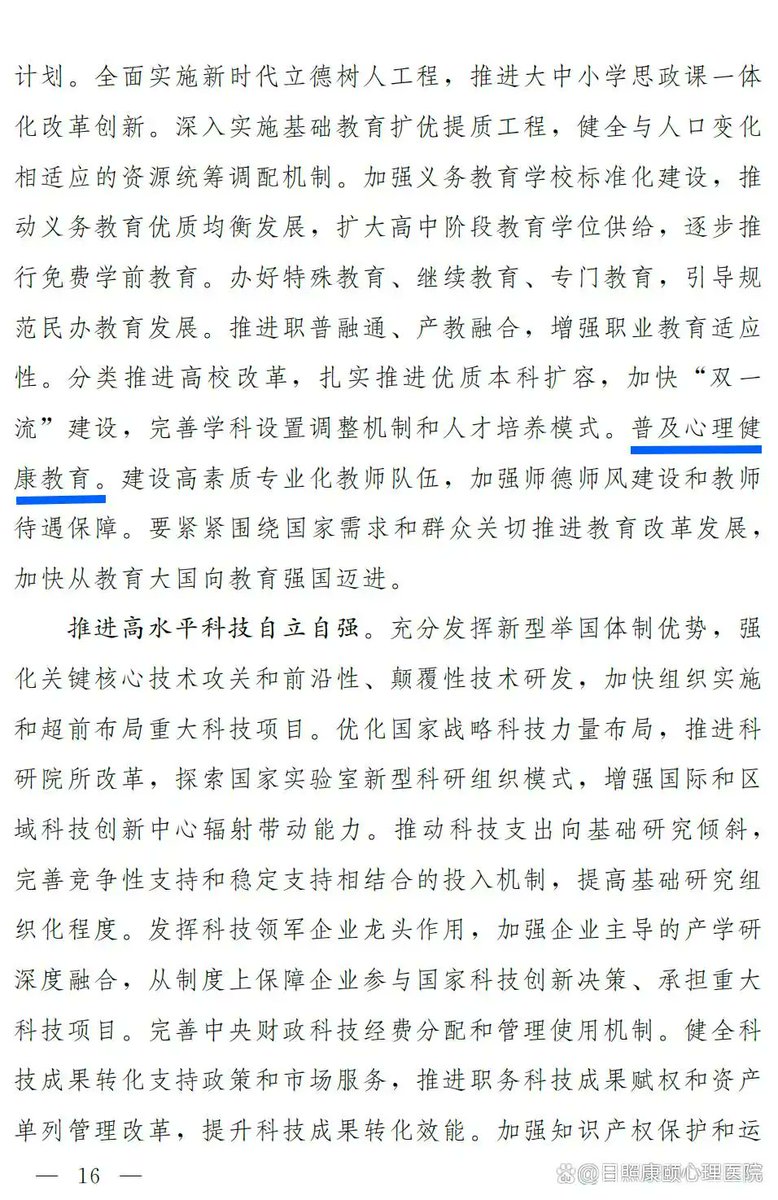 计划。全面实施新时代立德树人工程，推进大中小学思政课一体
化改革创新。深入实施基础教育扩优提质工程，健全与人口变化
相适应的资源统筹调配机制。加强义务教育学校标准化建设，推
动义务教育优质均衡发展，扩大高中阶段教育学位供给，逐步推
行免费学前教育。办好特殊教育、继续教育、专门教育，引导规
范民办教育发展。推进职普融通、产教融合，增强职业教育适应
性。分类推进高校改革，扎实推进优质本科扩容，加快“双一
流”建设，完善学科设置调整机制和人才培养模式。普及心理健
康教育。建设高素质专业化教师队伍，加强师德师风建设和教师
待遇保障。要紧紧围绕国家需求和群众关切推进教育改革发展，
加快从教育大国向教育强国迈进。
推进高水平科技自立自强。充分发挥新型举国体制优势，强
化关键核心技术攻关和前沿性、颠覆性技术研发，加快组织实施
和超前布局重大科技项目。优化国家战略科技力量布局，推进科
研院所改革，探索国家实验室新型科研组织模式，增强国际和区
域科技创新中心辐射带动能力。推动科技支出向基础研究倾斜，
完善竞争性支持和稳定支持相结合的投入机制，提高基础研究组
织化程度。发挥科技领军企业龙头作用，加强企业主导的产学研
深度融合，从制度上保障企业参与国家科技创新决策、承担重大
科技项目。完善中央财政科技经费分配和管理使用机制。健全科
技成果转化支持政策和市场服务，推进职务科技成果赋权和资产
单列管理改革，提升科技成果转化效能。加强知识产权保护和运
— 16 —
@日照康颐心理医院